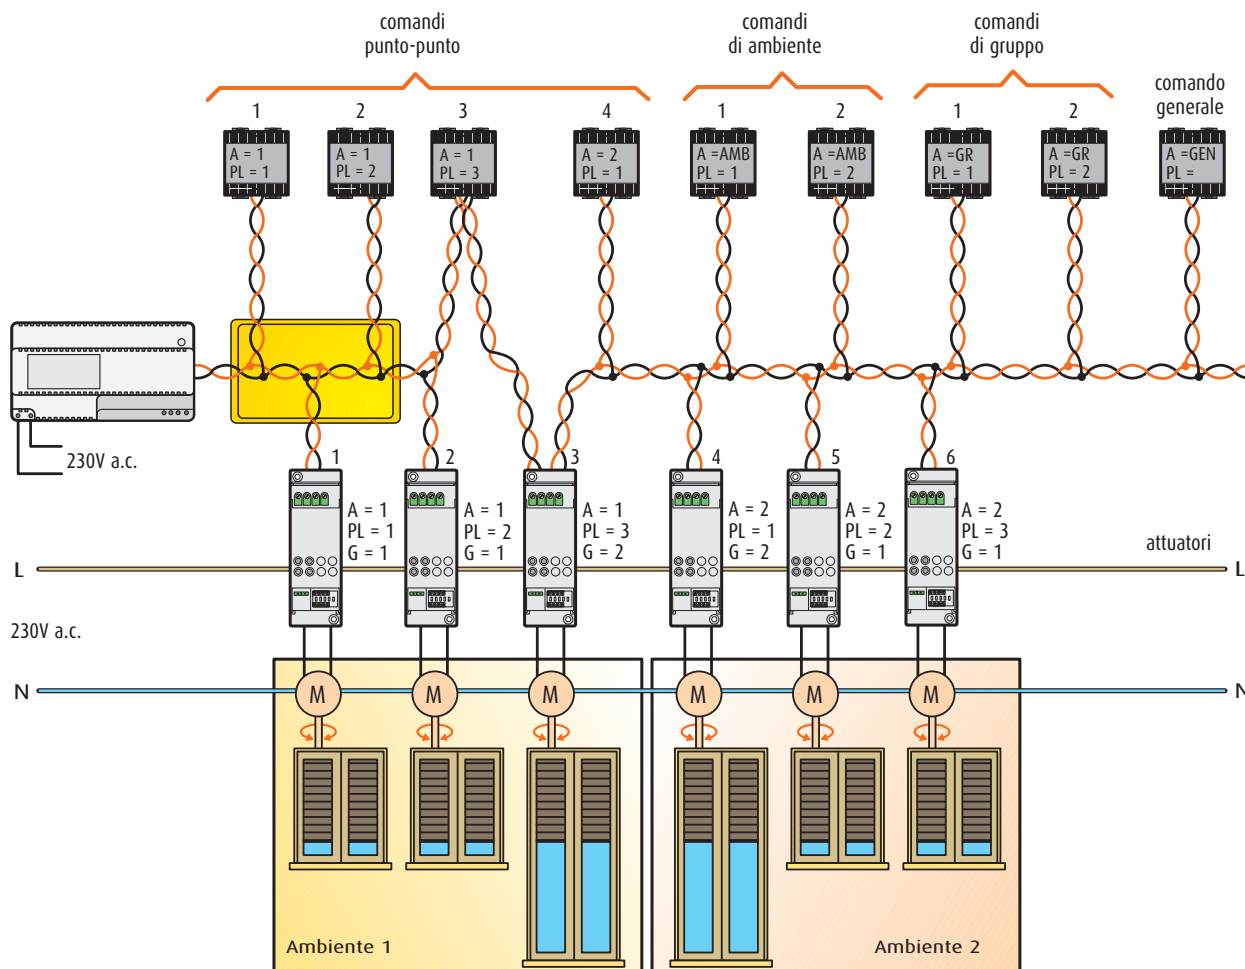 comandi
punto-punto
comandi
di ambiente
comandi
di gruppo
comando
generale
1
2
3
4
1
2
1
2
A = 1
PL = 1
A = 1
PL = 2
A = 1
PL = 3
A = 2
PL = 1
A =AMB
PL = 1
A =AMB
PL = 2
A =GR
PL = 1
A =GR
PL = 2
A =GEN
PL =
230V a.c.
1
2
3
4
5
6
A = 1
PL = 1
G = 1
A = 1
PL = 2
G = 1
A = 1
PL = 3
G = 2
A = 2
PL = 1
G = 2
A = 2
PL = 2
G = 1
A = 2
PL = 3
G = 1
attuatori
L
L
230V a.c.
N
N
M
M
M
M
M
M
Ambiente 1
Ambiente 2